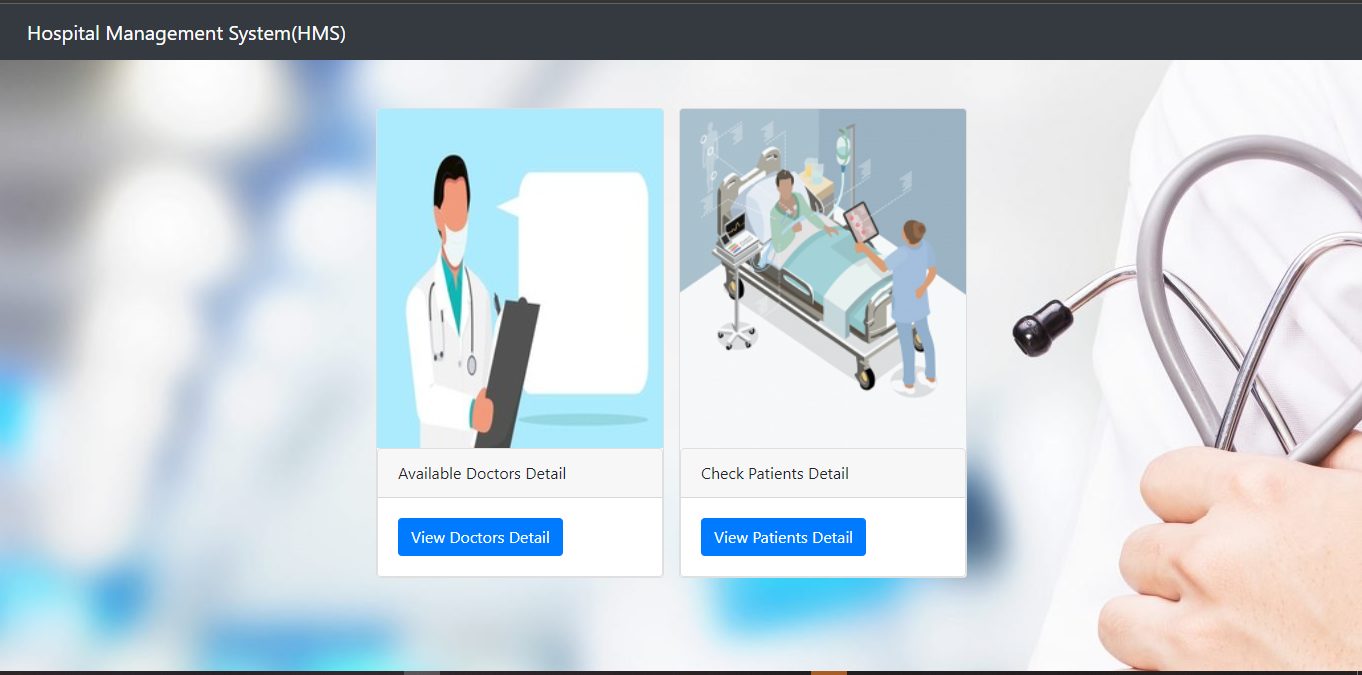 Hospital Management System(HMS)
Available Doctors Detail
Check Patients Detail
View Doctors Detail
View Patients Detail